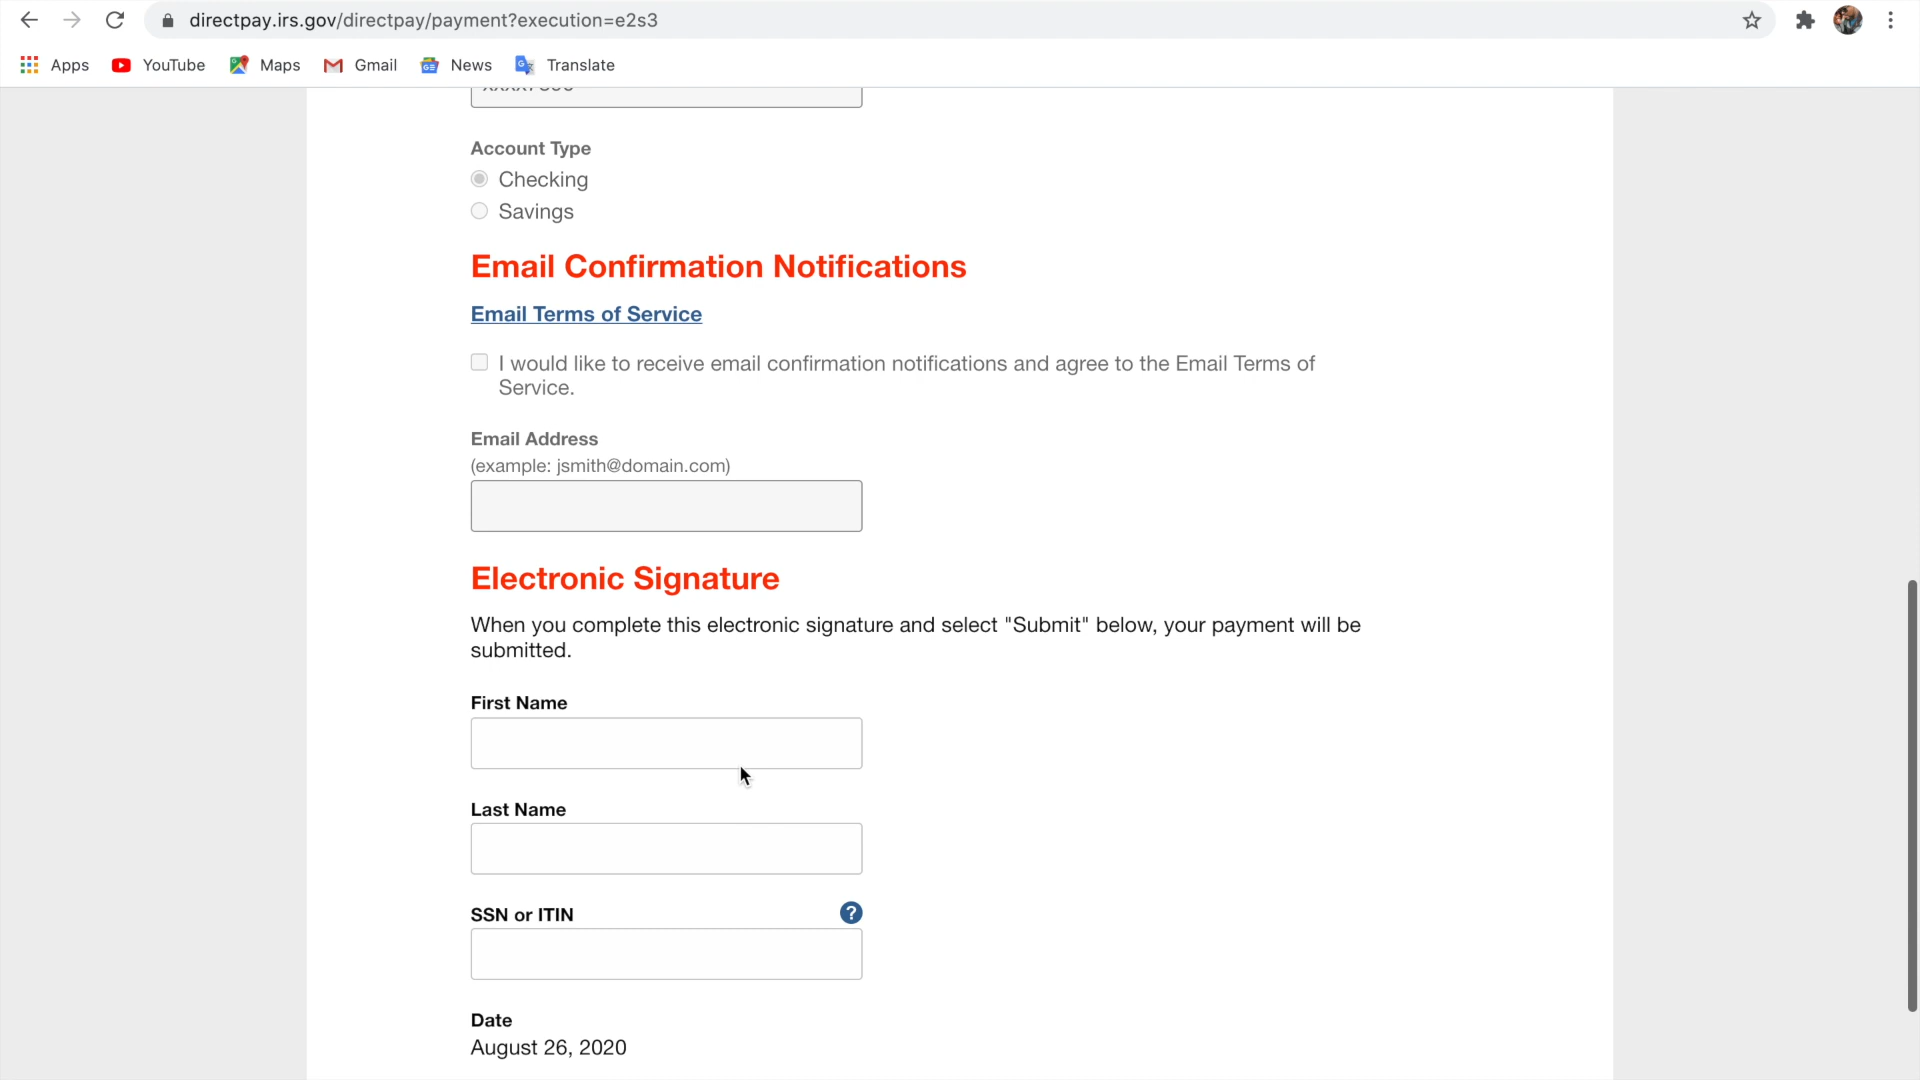 directpay.irs.gov/directpay/payment?execution=e2s3
Apps YouTube Maps Gmail News Translate
Account Type
Checking
Savings
Email Confirmation Notifications
Email Terms of Service
I would like to receive email confirmation notifications and agree to the Email Terms of
Service.
Email Address
(example: jsmith@domain.com)
Electronic Signature
When you complete this electronic signature and select "Submit" below, your payment will be
submitted.
First Name
Last Name
SSN or ITIN ?
Date
August 26, 2020